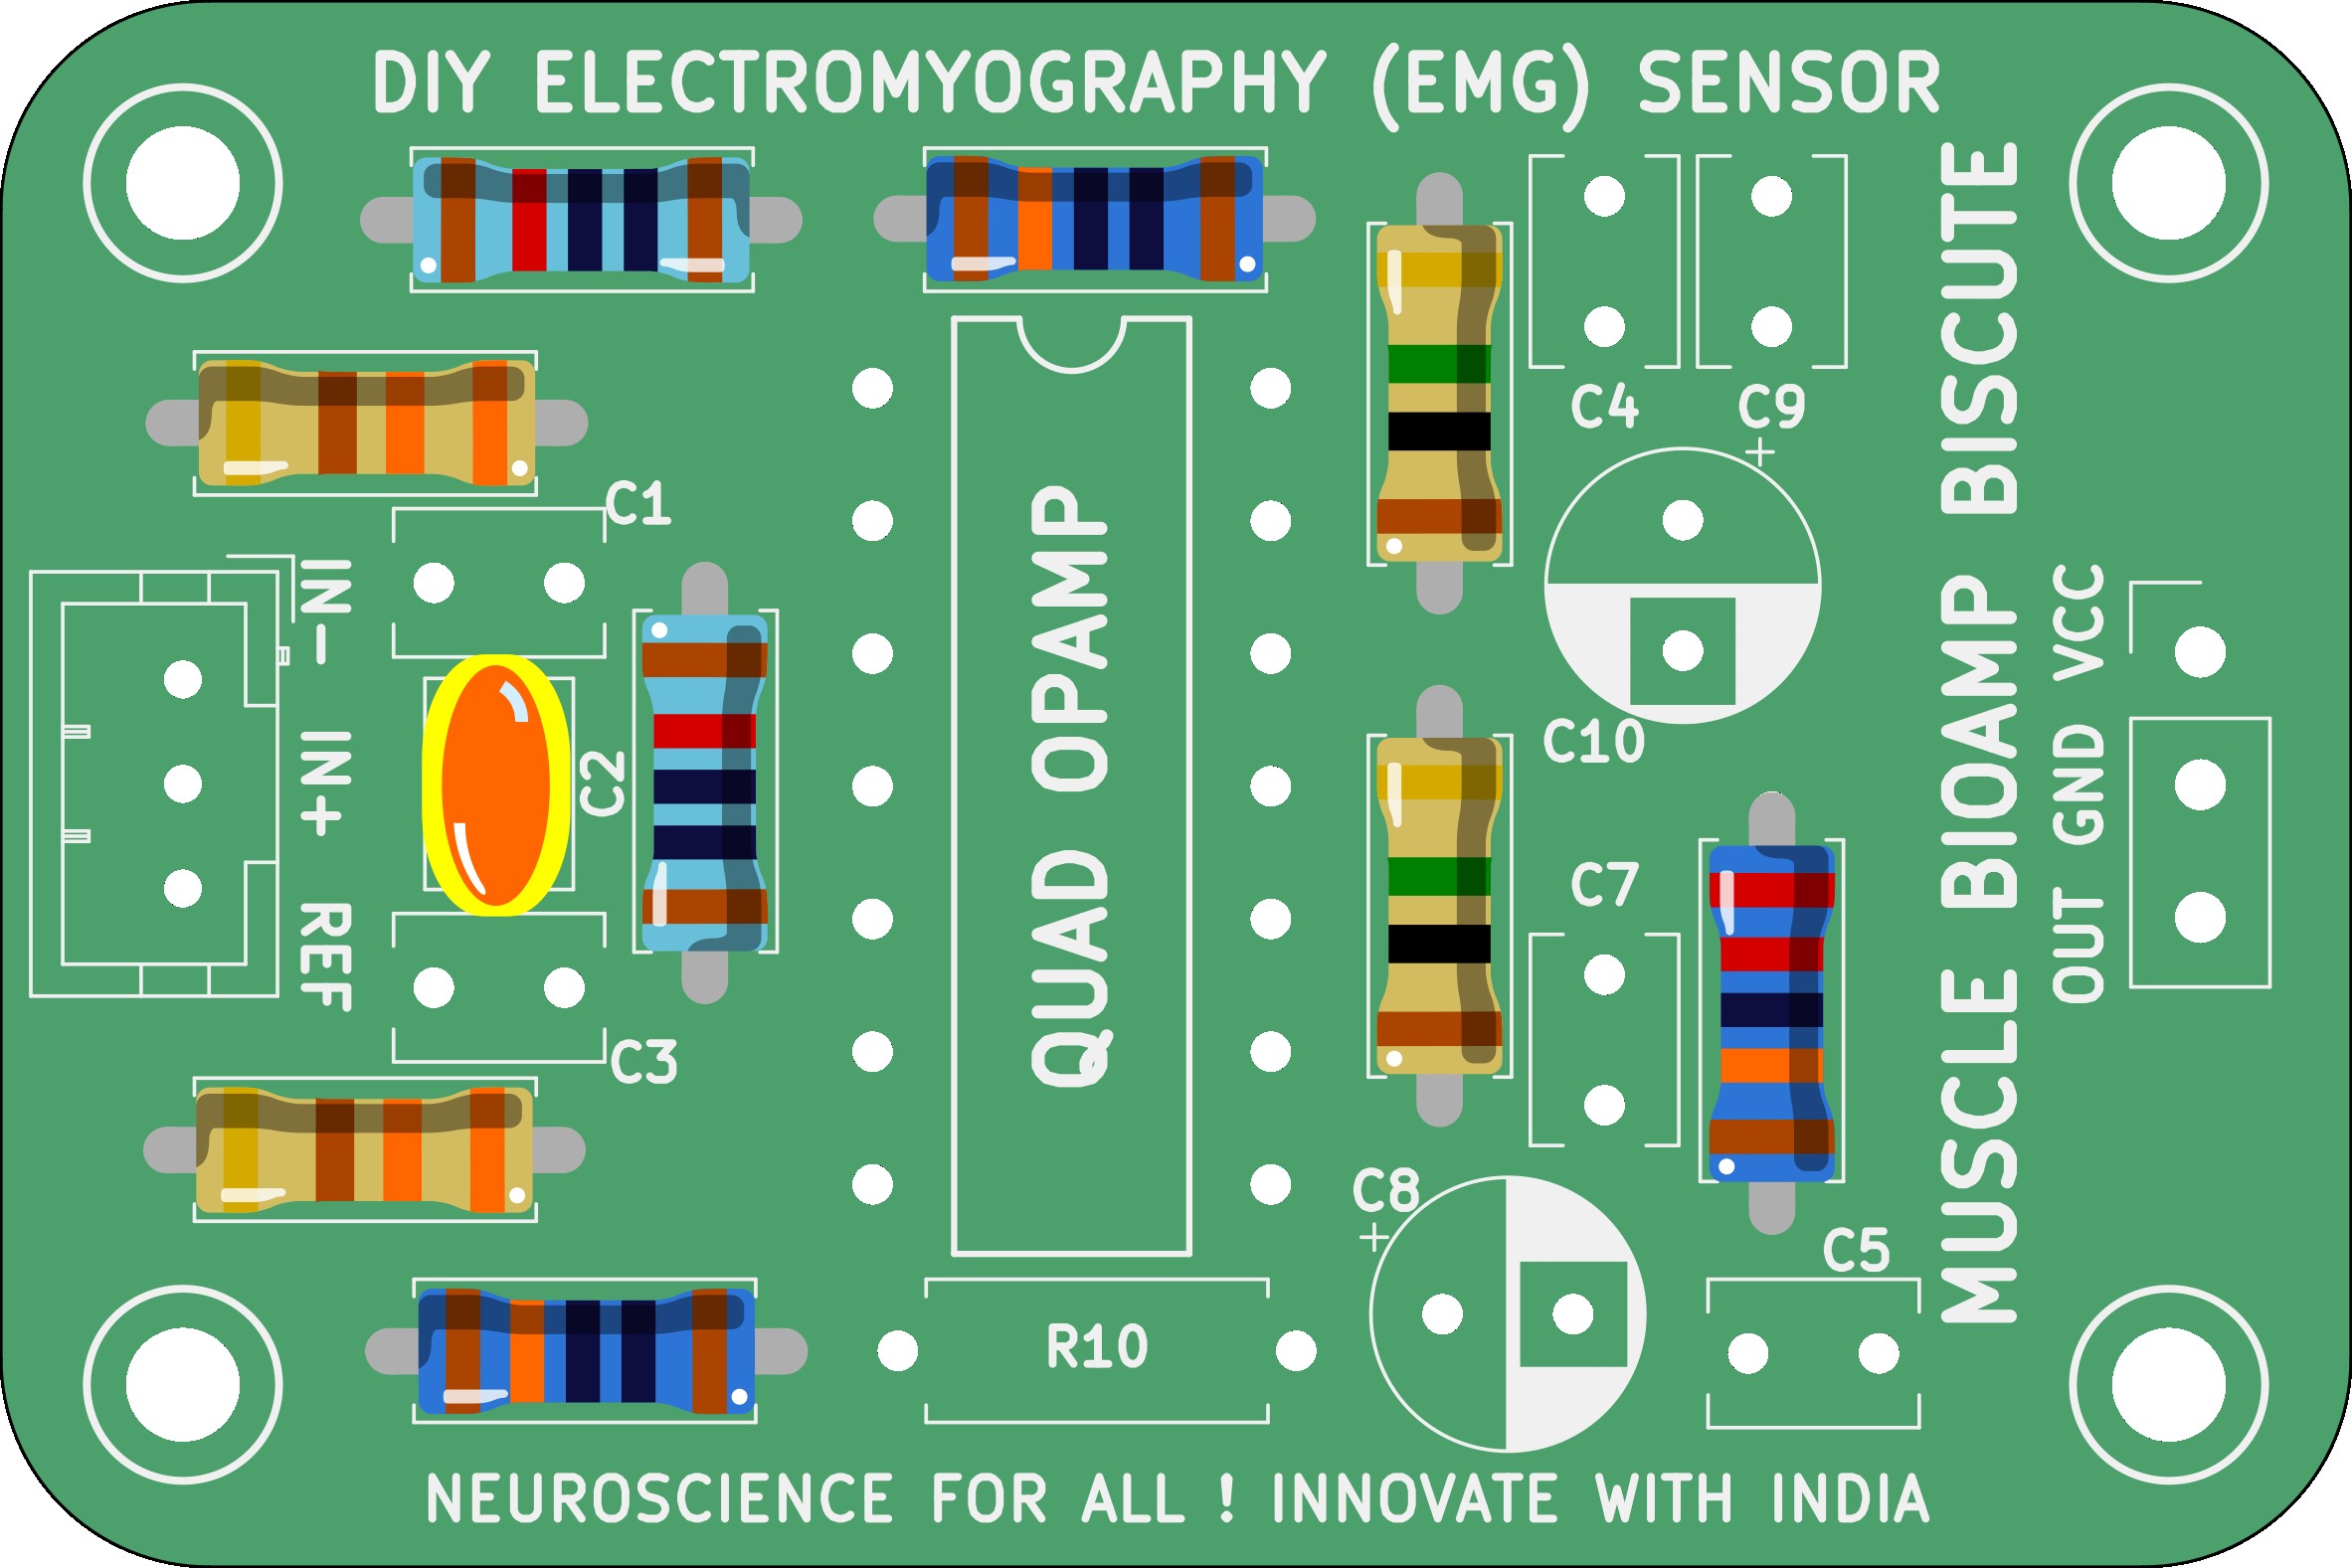 DIY ELECTROMYOGRAPHY (EMG) SENSOR
C4
C9
+
C1
IN-
IN+
REF
C2
C3
QUAD OPAMP
C10
C7
C8
+
C5
R10
MUSCLE BIOAMP BISCUTE
VCC
GND
OUT
NEUROSCIENCE FOR ALL ! INNOVATE WITH INDIA